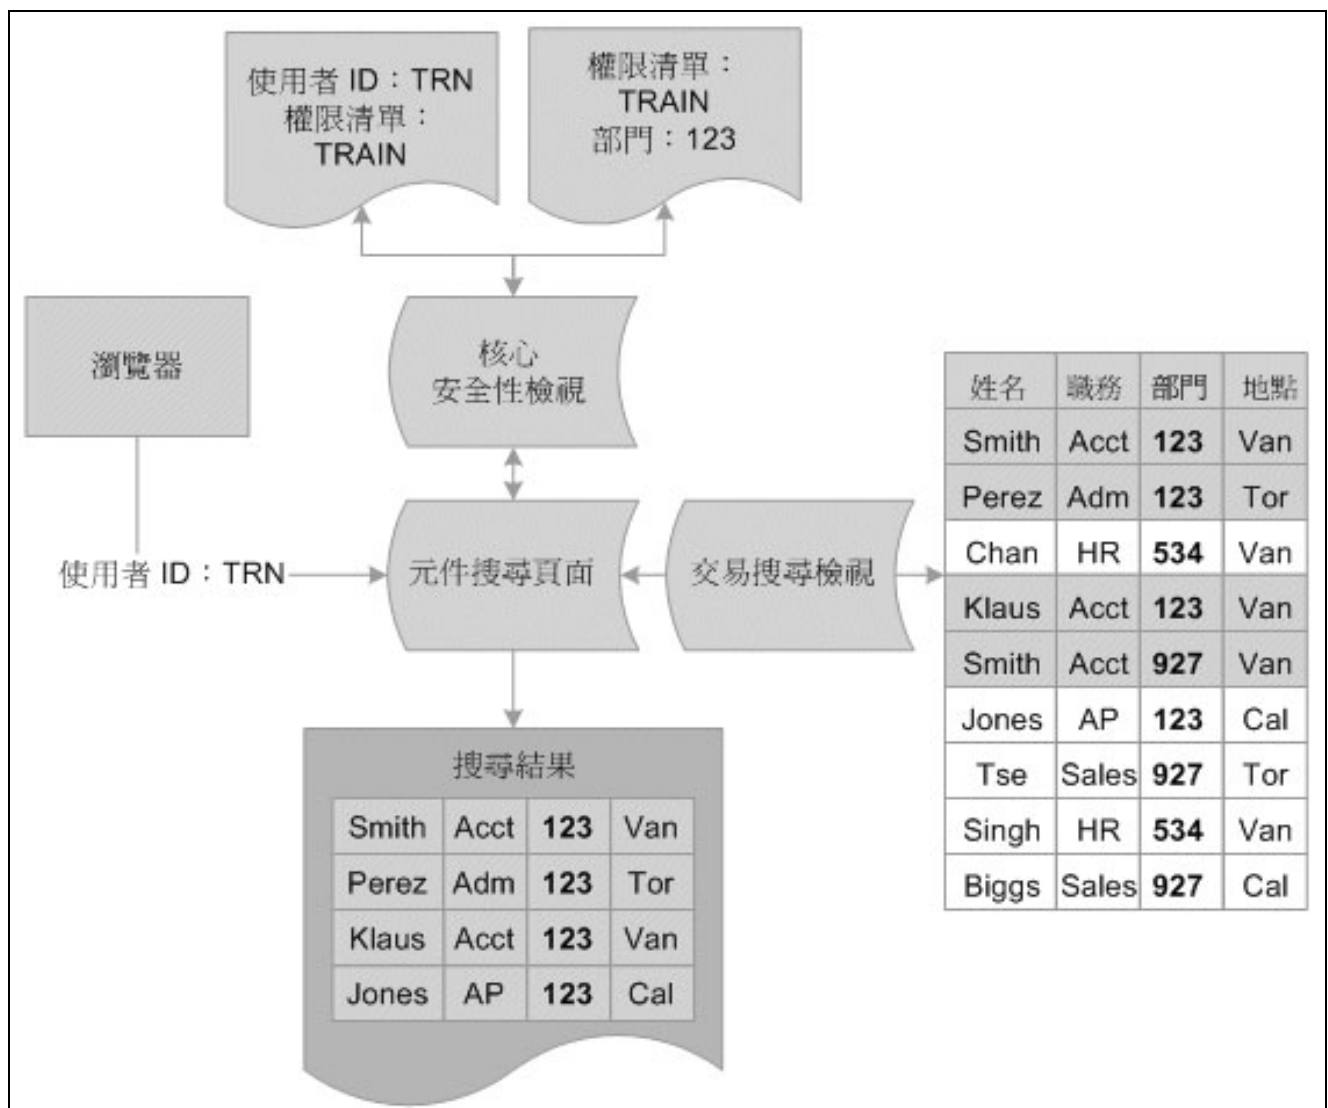 使用者 ID：TRN
權限清單：
TRAIN
權限清單：
TRAIN
部門：123
瀏覽器
核心
安全性檢視
使用者 ID：TRN
元件搜尋頁面
交易搜尋檢視
姓名 職務 部門 地點
Smith Acct 123 Van
Perez Adm 123 Tor
Chan HR 534 Van
Klaus Acct 123 Van
Smith Acct 927 Van
Jones AP 123 Cal
Tse Sales 927 Tor
Singh HR 534 Van
Biggs Sales 927 Cal
搜尋結果
Smith Acct 123 Van
Perez Adm 123 Tor
Klaus Acct 123 Van
Jones AP 123 Cal